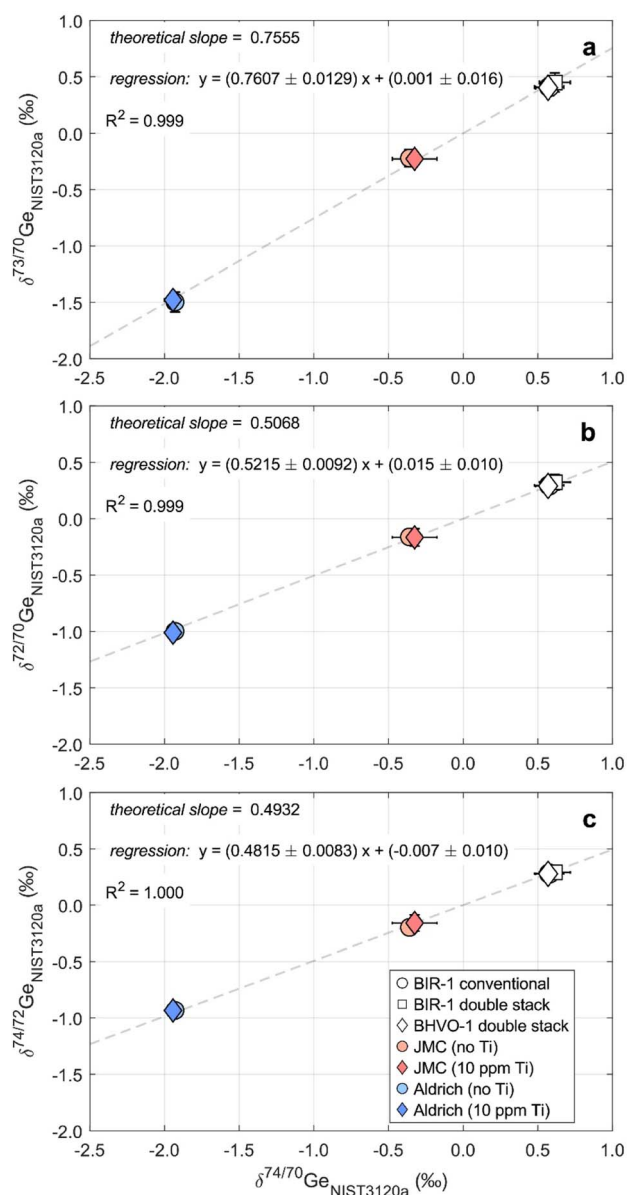 theoretical slope = 0.7555
a
regression: y = (0.7607 ± 0.0129) x + (0.001 ± 0.016)
R² = 0.999
1.0
0.5
0.0
-0.5
-1.0
-1.5
-2.0
δ73/70GeNIST3120a (‰)
-2.5 -2.0 -1.5 -1.0 -0.5 0.0 0.5 1.0
theoretical slope = 0.5068
b
regression: y = (0.5215 ± 0.0092) x + (0.015 ± 0.010)
R² = 0.999
1.0
0.5
0.0
-0.5
-1.0
-1.5
-2.0
δ72/70GeNIST3120a (‰)
-2.5 -2.0 -1.5 -1.0 -0.5 0.0 0.5 1.0
theoretical slope = 0.4932
c
regression: y = (0.4815 ± 0.0083) x + (-0.007 ± 0.010)
R² = 1.000
1.0
0.5
0.0
-0.5
-1.0
-1.5
-2.0
δ74/72GeNIST3120a (‰)
BIR-1 conventional
BIR-1 double stack
BHVO-1 double stack
JMC (no Ti)
JMC (10 ppm Ti)
Aldrich (no Ti)
Aldrich (10 ppm Ti)
-2.5 -2.0 -1.5 -1.0 -0.5 0.0 0.5 1.0
δ74/70GeNIST3120a (‰)